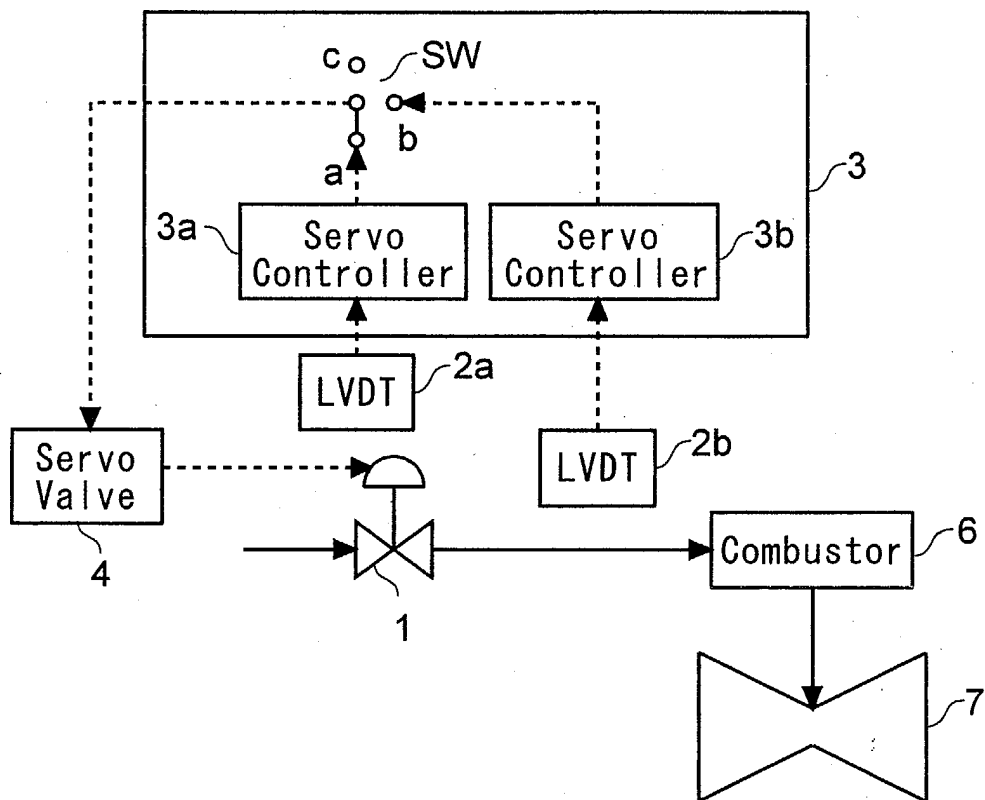 c
SW
b
a
3
3a
Servo
Controller
Servo
Controller
3b
LVDT
2a
LVDT
2b
Servo
Valve
4
1
Combustor
6
7